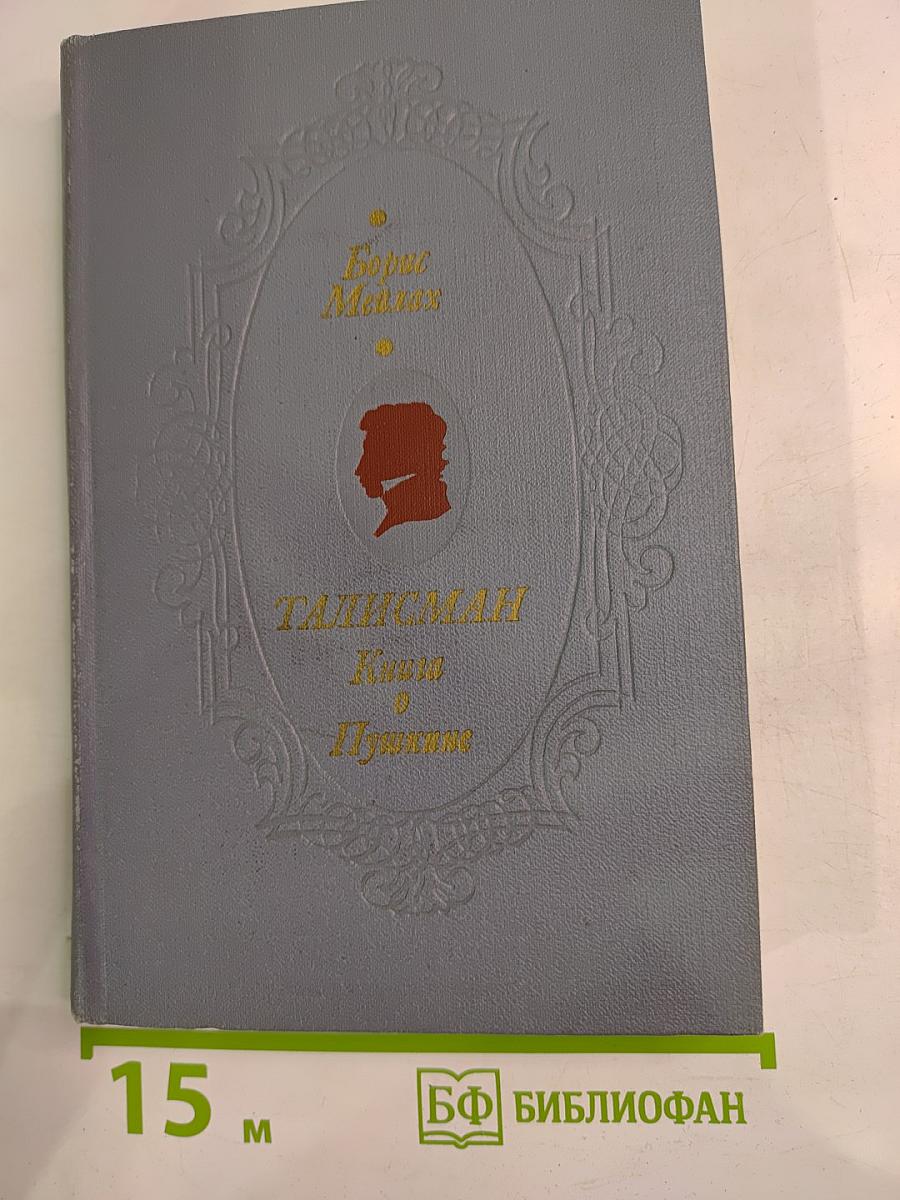 Борис
Мейлах
ТАЛИСМАН
Книга
о
Пушкине
15 м
БФ БИБЛИОФАН